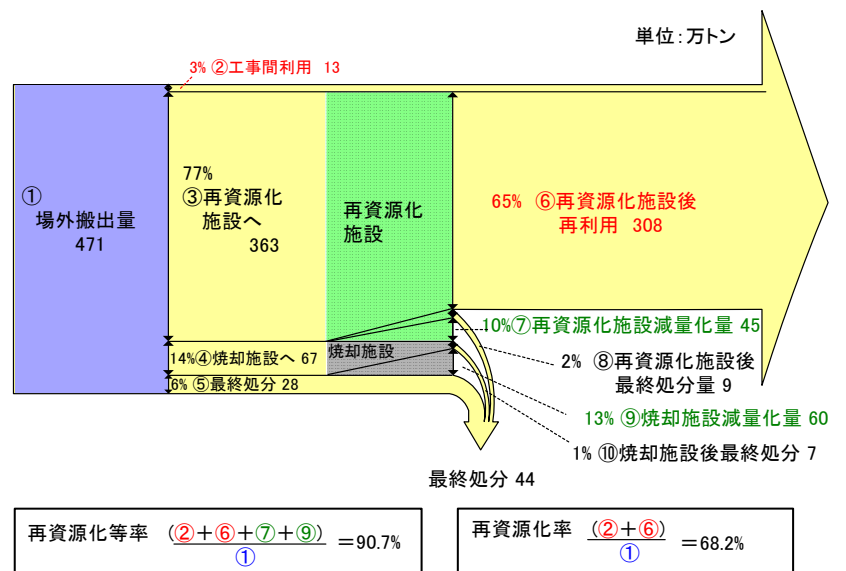 単位：万トン
3% ②工事間利用 13
①
場外搬出量
471
77%
③再資源化
施設へ
363
再資源化
施設
65% ⑥再資源化施設後
再利用 308
14%④焼却施設へ 67
焼却施設
6% ⑤最終処分 28
10%⑦再資源化施設減量化量 45
2% ⑧再資源化施設後
最終処分量 9
13% ⑨焼却施設減量化量 60
1% ⑩焼却施設後最終処分 7
最終処分 44
再資源化等率 (②＋⑥＋⑦＋⑨) ＝90.7%
①
再資源化率 (②＋⑥) ＝68.2%
①